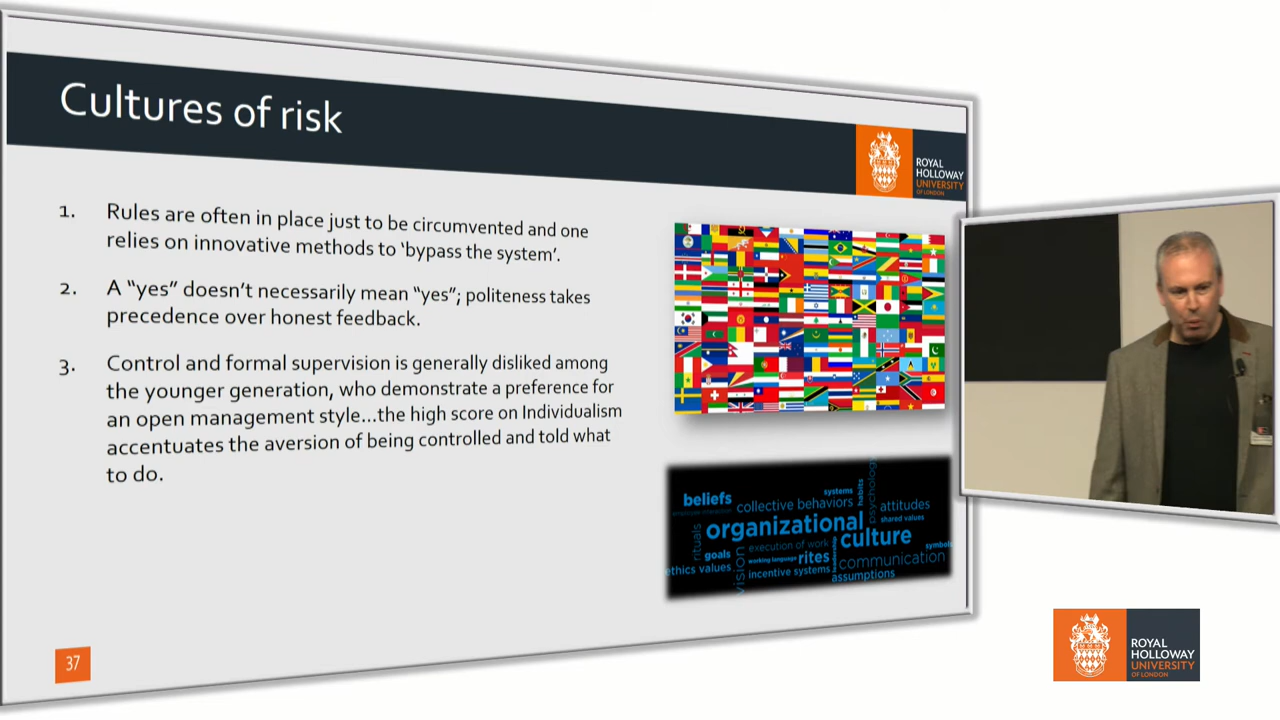 Cultures of risk
ROYAL
HOLLOWAY
UNIVERSITY
OF LONDON
1. Rules are often in place just to be circumvented and one
relies on innovative methods to ‘bypass the system’.
2. A “yes” doesn’t necessarily mean “yes”; politeness takes
precedence over honest feedback.
3. Control and formal supervision is generally disliked among
the younger generation, who demonstrate a preference for
an open management style...the high score on Individualism
accentuates the aversion of being controlled and told what
to do.
beliefs
systems
habits
psychology
collective behaviors
attitudes
organizational
shared values
rituals
culture
goals
execution of work
symbols
vision
working language
rites
leadership
communication
ethics values
incentive systems
assumptions
37
ROYAL
HOLLOWAY
UNIVERSITY
OF LONDON